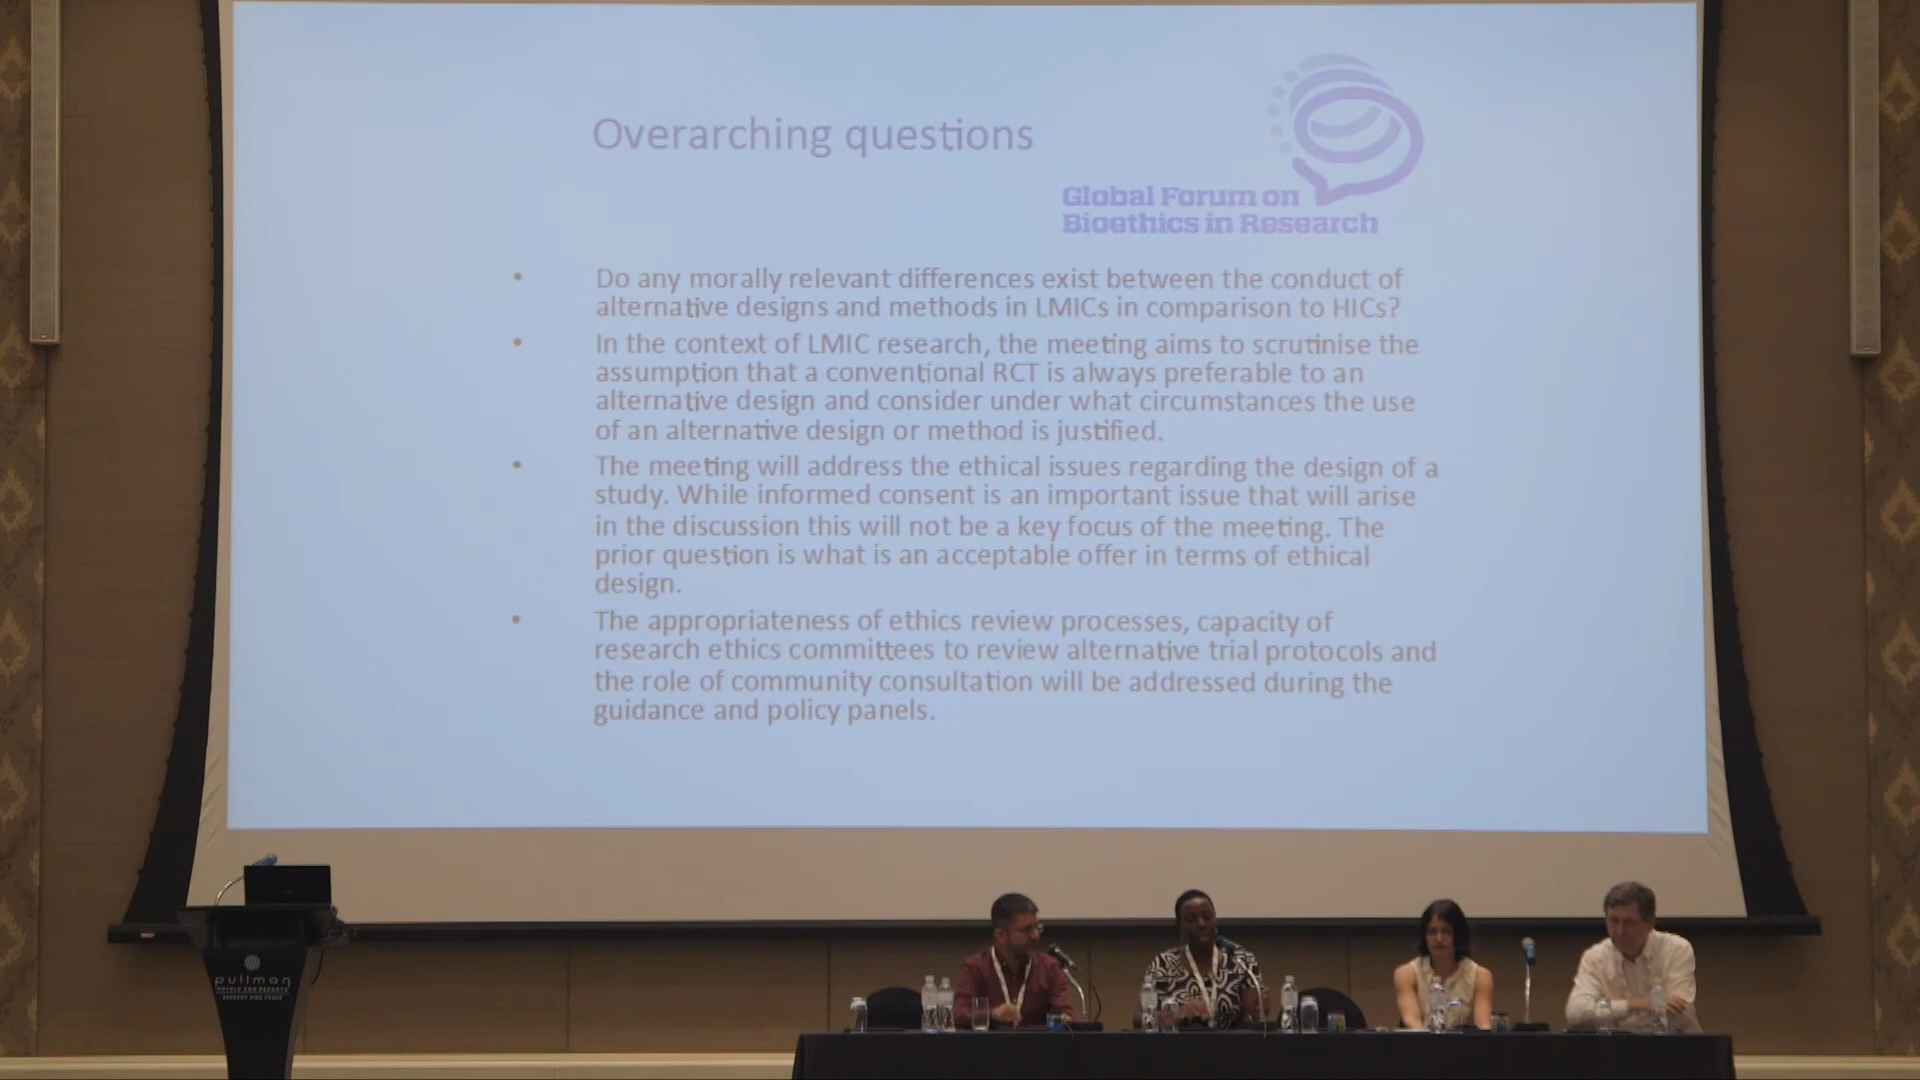 Overarching questions
Global Forum on
Bioethics in Research
• Do any morally relevant differences exist between the conduct of
alternative designs and methods in LMICs in comparison to HICs?
• In the context of LMIC research, the meeting aims to scrutinise the
assumption that a conventional RCT is always preferable to an
alternative design and consider under what circumstances the use
of an alternative design or method is justified.
• The meeting will address the ethical issues regarding the design of a
study. While informed consent is an important issue that will arise
in the discussion this will not be a key focus of the meeting. The
prior question is what is an acceptable offer in terms of ethical
design.
• The appropriateness of ethics review processes, capacity of
research ethics committees to review alternative trial protocols and
the role of community consultation will be addressed during the
guidance and policy panels.
pullman
HOTELS AND RESORTS